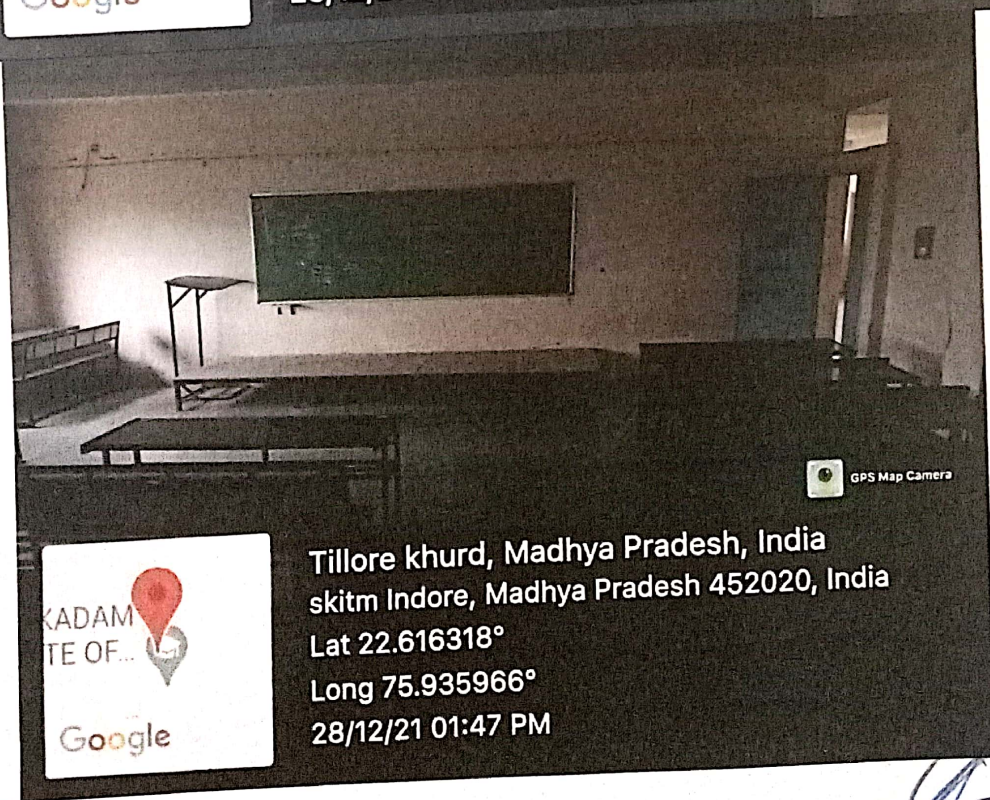 Google
GPS Map Camera
Tillore khurd, Madhya Pradesh, India
skitm Indore, Madhya Pradesh 452020, India
Lat 22.616318°
Long 75.935966°
28/12/21 01:47 PM
KADAM
TE OF...
Google